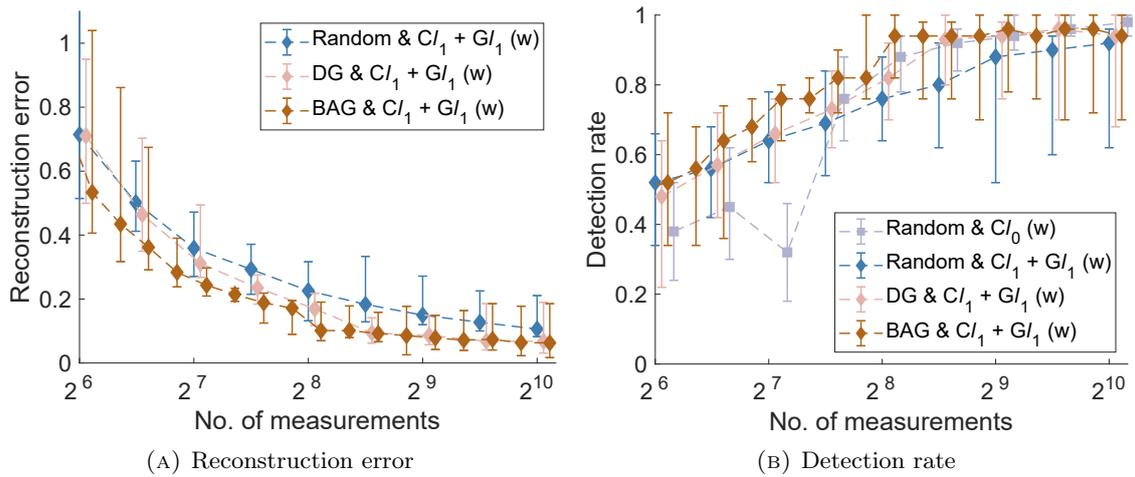 Reconstruction error
1
0.8
0.6
0.4
0.2
0
2^6 2^7 2^8 2^9 2^10
No. of measurements
Random & Cl_1 + Gl_1 (w)
DG & Cl_1 + Gl_1 (w)
BAG & Cl_1 + Gl_1 (w)
(A) Reconstruction error
Detection rate
1
0.8
0.6
0.4
0.2
0
2^6 2^7 2^8 2^9 2^10
No. of measurements
Random & Cl_0 (w)
Random & Cl_1 + Gl_1 (w)
DG & Cl_1 + Gl_1 (w)
BAG & Cl_1 + Gl_1 (w)
(B) Detection rate